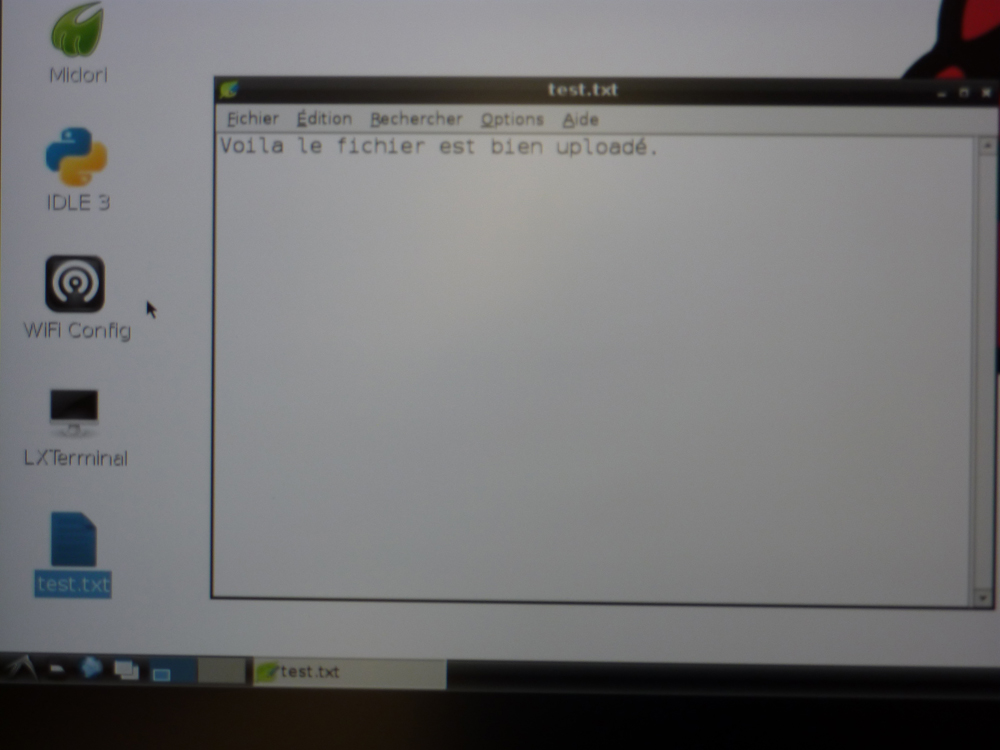 Midori
IDLE 3
WiFi Config
LXTerminal
test.txt
test.txt
Fichier Édition Rechercher Options Aide
Voila le fichier est bien uploadé.
test.txt